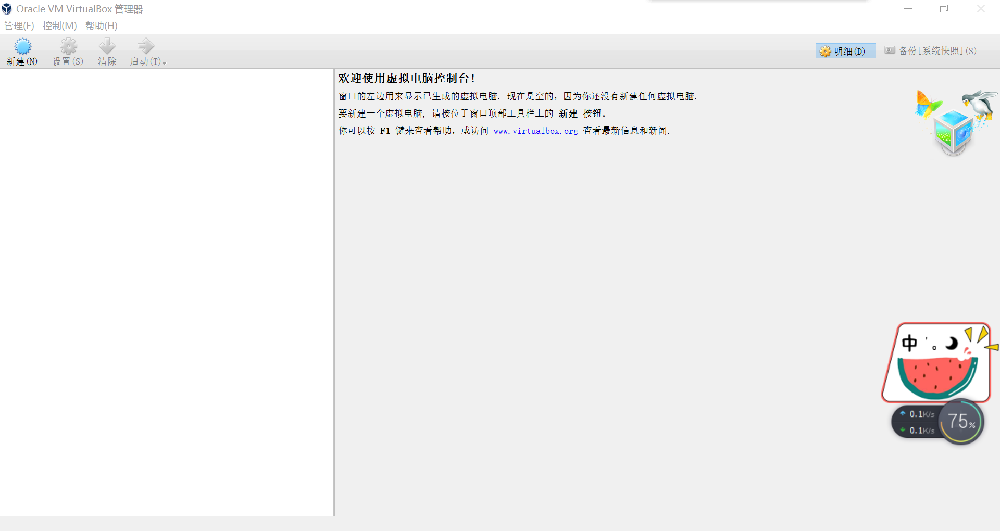 Oracle VM VirtualBox 管理器
管理(F) 控制(M) 帮助(H)
新建(N) 设置(S) 清除 启动(T) 明细(D) 备份[系统快照](S)
欢迎使用虚拟电脑控制台!
窗口的左边用来显示已生成的虚拟电脑. 现在是空的, 因为你还没有新建任何虚拟电脑.
要新建一个虚拟电脑, 请按位于窗口顶部工具栏上的 新建 按钮。
你可以按 F1 键来查看帮助, 或访问 www.virtualbox.org 查看最新信息和新闻.
中 ' 。
0.1K/s
75%
0.1K/s